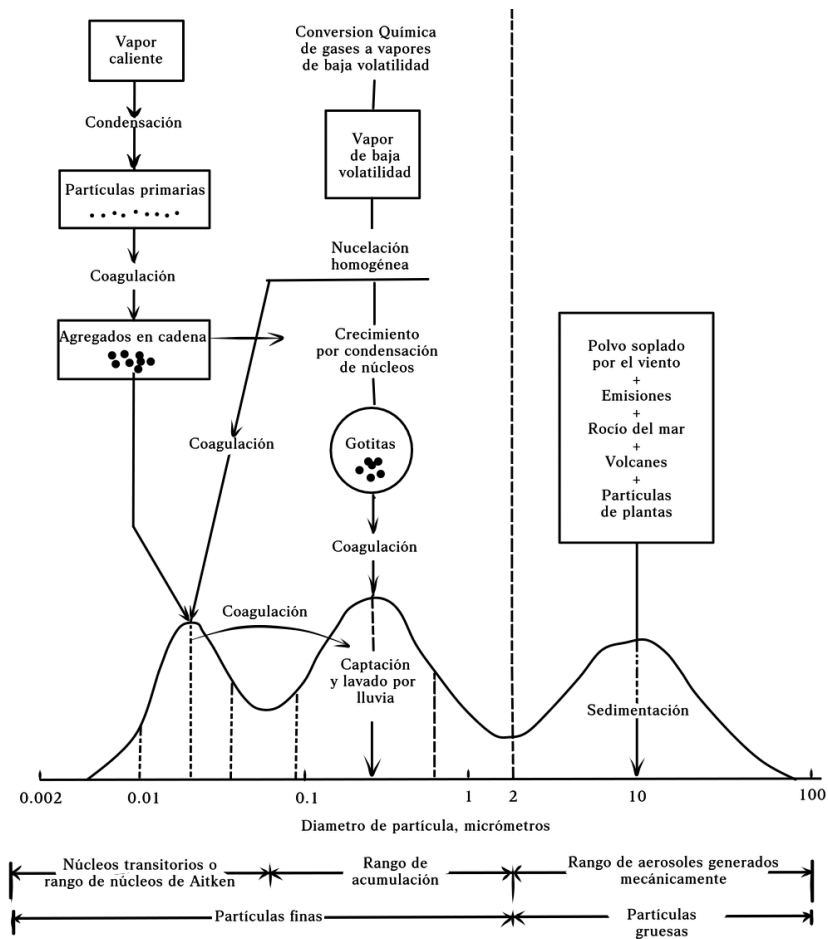 Vapor
caliente
Condensación
Partículas primarias
Coagulación
Agregados en cadena
Conversion Química
de gases a vapores
de baja volatilidad
Vapor
de baja
volatilidad
Nucelación
homogénea
Crecimiento
por condensación
de núcleos
Coagulación
Gotitas
Coagulación
Coagulación
Captación
y lavado por
lluvia
Polvo soplado
por el viento
+
Emisiones
+
Rocío del mar
+
Volcanes
+
Partículas
de plantas
Sedimentación
0.002 0.01 0.1 1 2 10 100
Diametro de partícula, micrómetros
Núcleos transitorios o
rango de núcleos de Aitken
Rango de
acumulación
Rango de aerosoles generados
mecánicamente
Partículas finas
Partículas
gruesas